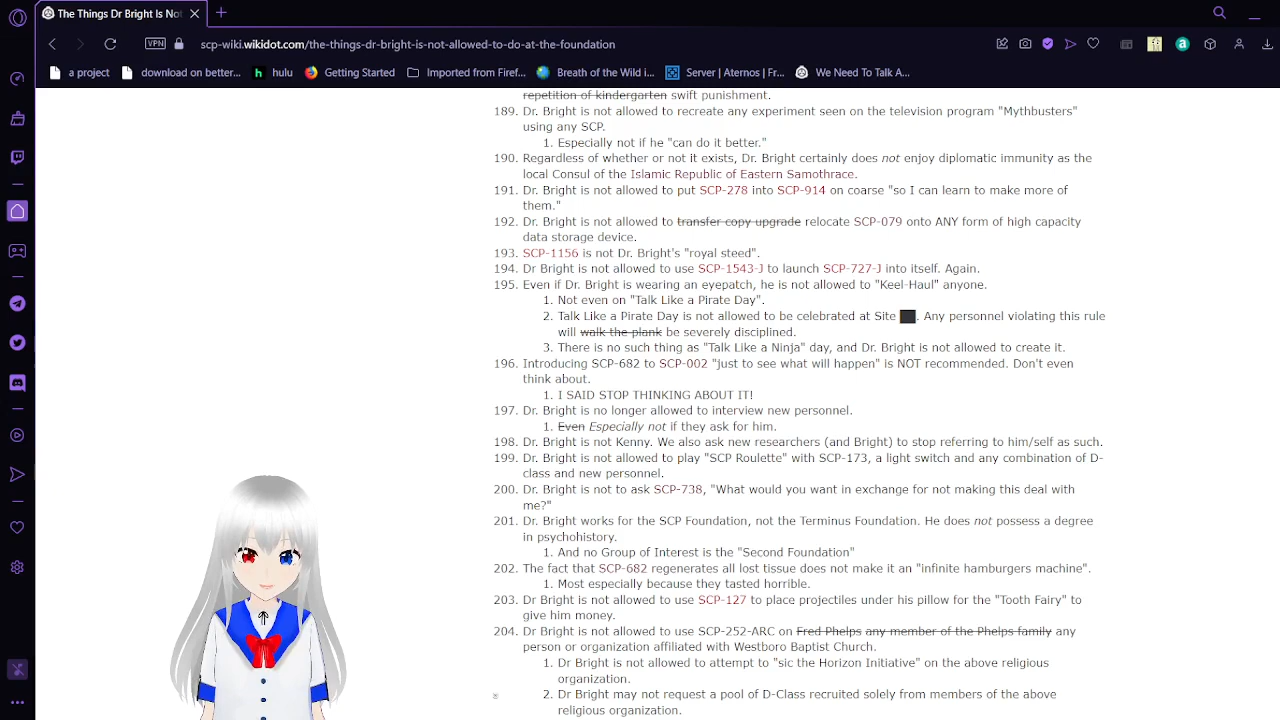 The Things Dr Bright Is Not
scp-wiki.wikidot.com/the-things-dr-bright-is-not-allowed-to-do-at-the-foundation
VPN
a project
download on better...
hulu
Getting Started
Imported from Firef...
Breath of the Wild i...
Server | Aternos | Fr...
We Need To Talk A...
repetition of kindergarten swift punishment.
189. Dr. Bright is not allowed to recreate any experiment seen on the television program "Mythbusters"
using any SCP.
1. Especially not if he "can do it better."
190. Regardless of whether or not it exists, Dr. Bright certainly does not enjoy diplomatic immunity as the
local Consul of the Islamic Republic of Eastern Samothrace.
191. Dr. Bright is not allowed to put SCP-278 into SCP-914 on coarse "so I can learn to make more of
them."
192. Dr. Bright is not allowed to transfer copy upgrade relocate SCP-079 onto ANY form of high capacity
data storage device.
193. SCP-1156 is not Dr. Bright's "royal steed".
194. Dr Bright is not allowed to use SCP-1543-J to launch SCP-727-J into itself. Again.
195. Even if Dr. Bright is wearing an eyepatch, he is not allowed to "Keel-Haul" anyone.
1. Not even on "Talk Like a Pirate Day".
2. Talk Like a Pirate Day is not allowed to be celebrated at Site ██. Any personnel violating this rule
will walk the plank be severely disciplined.
3. There is no such thing as "Talk Like a Ninja" day, and Dr. Bright is not allowed to create it.
196. Introducing SCP-682 to SCP-002 "just to see what will happen" is NOT recommended. Don't even
think about.
1. I SAID STOP THINKING ABOUT IT!
197. Dr. Bright is no longer allowed to interview new personnel.
1. Even Especially not if they ask for him.
198. Dr. Bright is not Kenny. We also ask new researchers (and Bright) to stop referring to him/self as such.
199. Dr. Bright is not allowed to play "SCP Roulette" with SCP-173, a light switch and any combination of D-
class and new personnel.
200. Dr. Bright is not to ask SCP-738, "What would you want in exchange for not making this deal with
me?"
201. Dr. Bright works for the SCP Foundation, not the Terminus Foundation. He does not possess a degree
in psychohistory.
1. And no Group of Interest is the "Second Foundation"
202. The fact that SCP-682 regenerates all lost tissue does not make it an "infinite hamburgers machine".
1. Most especially because they tasted horrible.
203. Dr Bright is not allowed to use SCP-127 to place projectiles under his pillow for the "Tooth Fairy" to
give him money.
204. Dr Bright is not allowed to use SCP-252-ARC on Fred Phelps any member of the Phelps family any
person or organization affiliated with Westboro Baptist Church.
1. Dr Bright is not allowed to attempt to "sic the Horizon Initiative" on the above religious
organization.
2. Dr Bright may not request a pool of D-Class recruited solely from members of the above
religious organization.